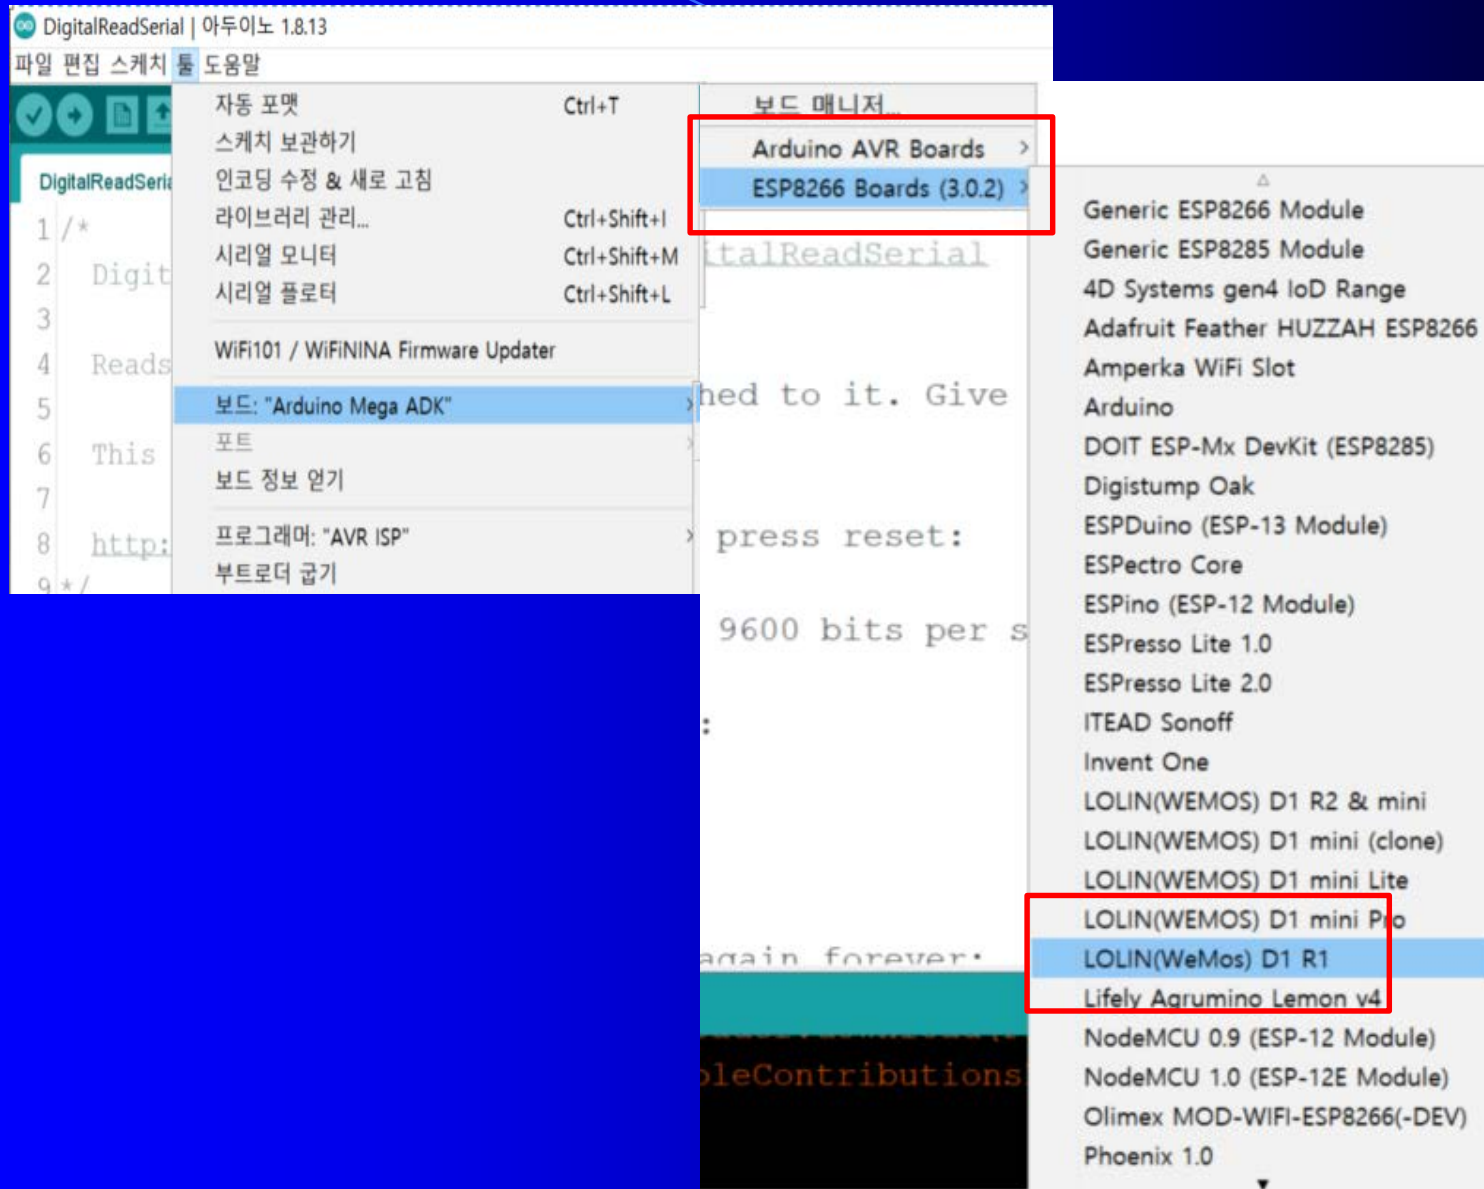 DigitalReadSerial | 아두이노 1.8.13
파일 편집 스케치 툴 도움말
자동 포맷 Ctrl+T
스케치 보관하기
인코딩 수정 & 새로 고침
라이브러리 관리... Ctrl+Shift+I
시리얼 모니터 Ctrl+Shift+M
시리얼 플로터 Ctrl+Shift+L
WiFi101 / WiFiNINA Firmware Updater
보드: "Arduino Mega ADK"
포트
보드 정보 얻기
프로그래머: "AVR ISP"
부트로더 굽기
보드 매니저...
Arduino AVR Boards
ESP8266 Boards (3.0.2)
Generic ESP8266 Module
Generic ESP8285 Module
4D Systems gen4 IoD Range
Adafruit Feather HUZZAH ESP8266
Amperka WiFi Slot
Arduino
DOIT ESP-Mx DevKit (ESP8285)
Digistump Oak
ESPDuino (ESP-13 Module)
ESPectro Core
ESPino (ESP-12 Module)
ESPresso Lite 1.0
ESPresso Lite 2.0
ITEAD Sonoff
Invent One
LOLIN(WEMOS) D1 R2 & mini
LOLIN(WEMOS) D1 mini (clone)
LOLIN(WEMOS) D1 mini Lite
LOLIN(WEMOS) D1 mini Pro
LOLIN(WeMos) D1 R1
Lifely Agrumino Lemon v4
NodeMCU 0.9 (ESP-12 Module)
NodeMCU 1.0 (ESP-12E Module)
Olimex MOD-WIFI-ESP8266(-DEV)
Phoenix 1.0
DigitalReadSeria
1 /*
2 Digit
3
4 Reads
5
6 This
7
8 http:
9 */
italReadSerial
hed to it. Give
press reset:
9600 bits per s
:
again forever:
bleContributions